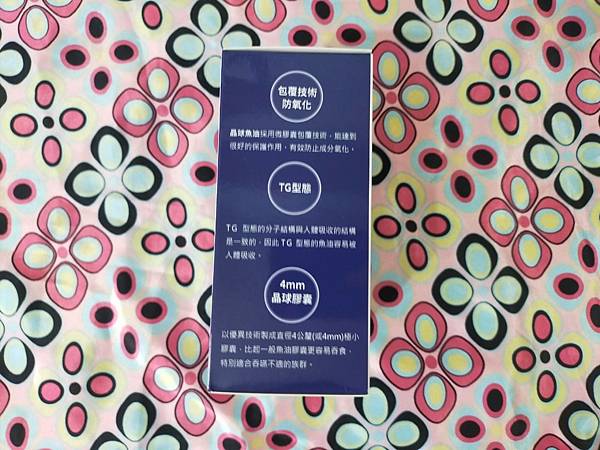 包覆技術
防氧化
晶球魚油採用微膠囊包覆技術，能達到
很好的保護作用，有效防止成分氧化。
TG型態
TG 型態的分子結構與人體吸收的結構
是一致的，因此TG 型態的魚油容易被
人體吸收。
4mm
晶球膠囊
以優異技術製成直徑4公釐(或4mm)極小
膠囊，比起一般魚油膠囊更容易吞食，
特別適合吞嚥不適的族群。